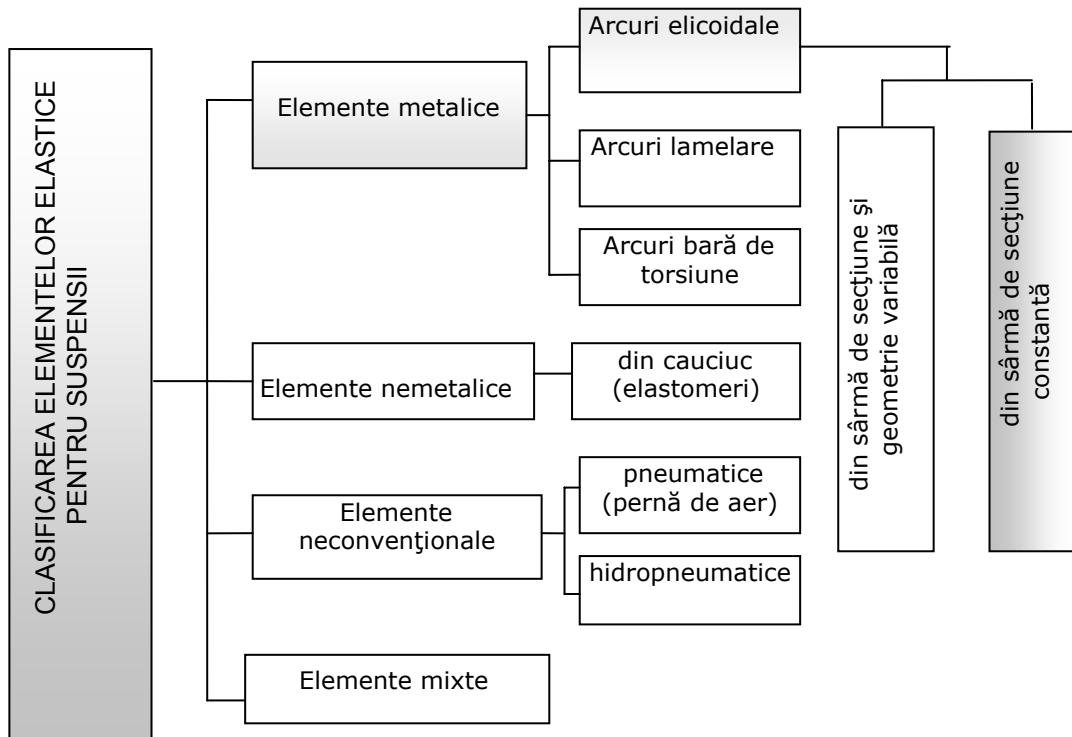 CLASIFICAREA ELEMENTELOR ELASTICE
PENTRU SUSPENSII
Elemente metalice
Arcuri elicoidale
Arcuri lamelare
Arcuri bară de
torsiune
din sârmă de secţiune şi
geometrie variabilă
din sârmă de secţiune
constantă
Elemente nemetalice
din cauciuc
(elastomeri)
Elemente
neconvenţionale
pneumatice
(pernă de aer)
hidropneumatice
Elemente mixte